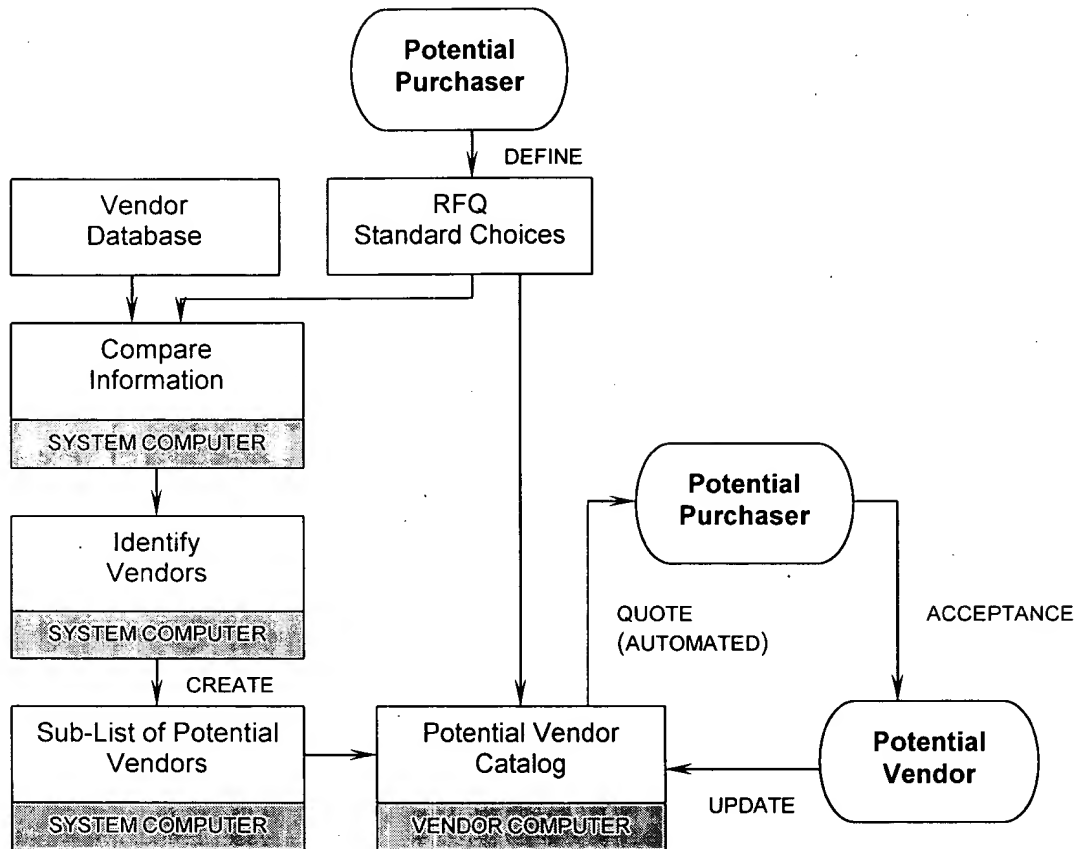 Potential
Purchaser
DEFINE
Vendor
Database
RFQ
Standard Choices
Compare
Information
SYSTEM COMPUTER
Identify
Vendors
SYSTEM COMPUTER
CREATE
Sub-List of Potential
Vendors
SYSTEM COMPUTER
Potential Vendor
Catalog
VENDOR COMPUTER
QUOTE
(AUTOMATED)
Potential
Purchaser
ACCEPTANCE
Potential
Vendor
UPDATE